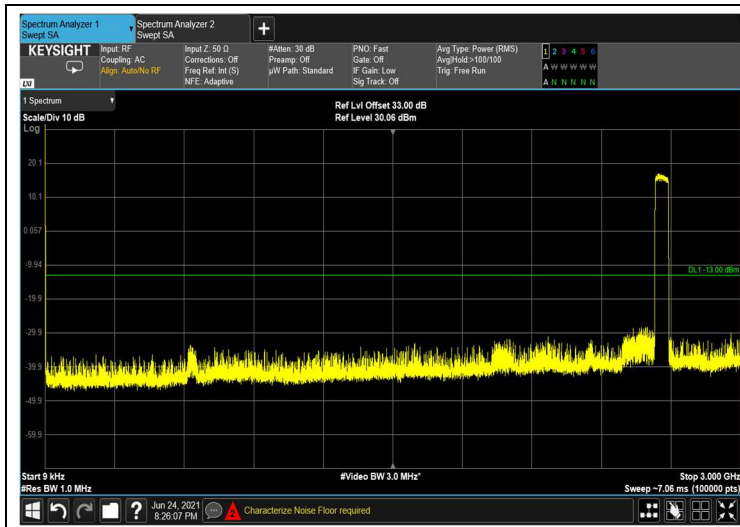 Spectrum Analyzer 1
Swept SA
Spectrum Analyzer 2
Swept SA
+
KEYSIGHT
LXI
Input: RF
Coupling: AC
Align: Auto/No RF
Input Z: 50 Ω
Corrections: Off
Freq Ref: Int (S)
NFE: Adaptive
#Atten: 30 dB
Preamp: Off
µW Path: Standard
PNO: Fast
Gate: Off
IF Gain: Low
Sig Track: Off
Avg Type: Power (RMS)
Avg|Hold:>100/100
Trig: Free Run
1 2 3 4 5 6
A W W W W W
A N N N N N
1 Spectrum
Scale/Div 10 dB
Ref Lvl Offset 33.00 dB
Ref Level 30.06 dBm
Log
20.1
10.1
0.057
-9.94
DL1 -13.00 dBm
-19.9
-29.9
-39.9
-49.9
-59.9
Start 9 kHz
#Video BW 3.0 MHz*
Stop 3.000 GHz
#Res BW 1.0 MHz
Sweep ~7.06 ms (100000 pts)
?
Jun 24, 2021
8:26:07 PM
Characterize Noise Floor required